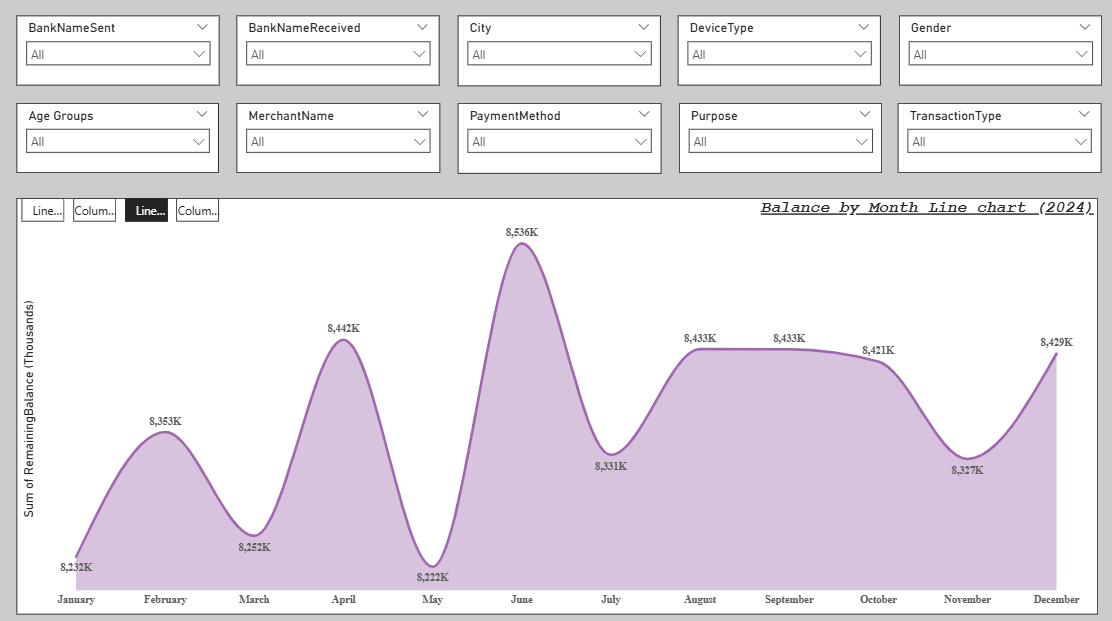 BankNameSent
All
BankNameReceived
All
City
All
DeviceType
All
Gender
All
Age Groups
All
MerchantName
All
PaymentMethod
All
Purpose
All
TransactionType
All
Line...
Colum...
Line...
Colum...
Balance by Month Line chart (2024)
Sum of RemainingBalance (Thousands)
8,232K
8,353K
8,252K
8,442K
8,222K
8,536K
8,331K
8,433K
8,433K
8,421K
8,327K
8,429K
January
February
March
April
May
June
July
August
September
October
November
December